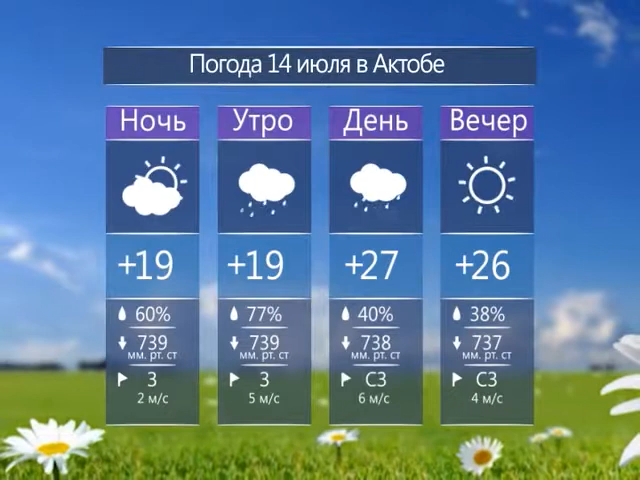 Погода 14 июля в Актобе
Ночь
+19
60%
739
мм. рт. ст
З
2 м/с
Утро
+19
77%
739
мм. рт. ст
З
5 м/с
День
+27
40%
738
мм. рт. ст
СЗ
6 м/с
Вечер
+26
38%
737
мм. рт. ст
СЗ
4 м/с